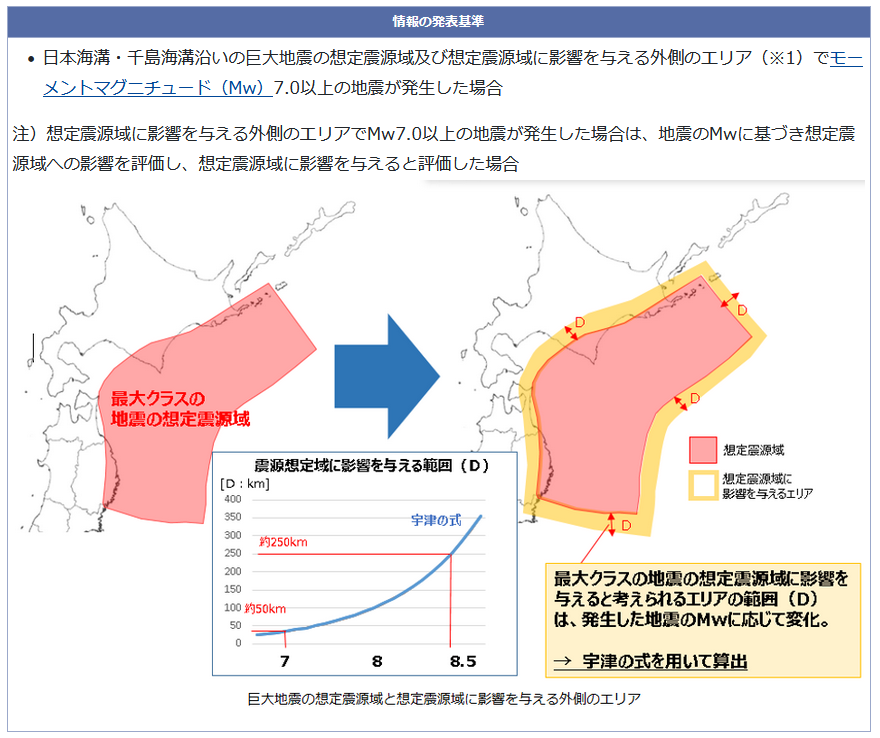 情報の発表基準
• 日本海溝・千島海溝沿いの巨大地震の想定震源域及び想定震源域に影響を与える外側のエリア（※1）でモー
メントマグニチュード（Mw）7.0以上の地震が発生した場合
注）想定震源域に影響を与える外側のエリアでMw7.0以上の地震が発生した場合は、地震のMwに基づき想定震
源域への影響を評価し、想定震源域に影響を与えると評価した場合
最大クラスの
地震の想定震源域
D
D
D
D
想定震源域
想定震源域に
影響を与えるエリア
震源想定域に影響を与える範囲（D）
[D：km]
400
350
300
250
200
150
100
50
0
宇津の式
約250km
約50km
7
8
8.5
最大クラスの地震の想定震源域に影響を
与えると考えられるエリアの範囲（D）
は、発生した地震のMwに応じて変化。
→ 宇津の式を用いて算出
巨大地震の想定震源域と想定震源域に影響を与える外側のエリア